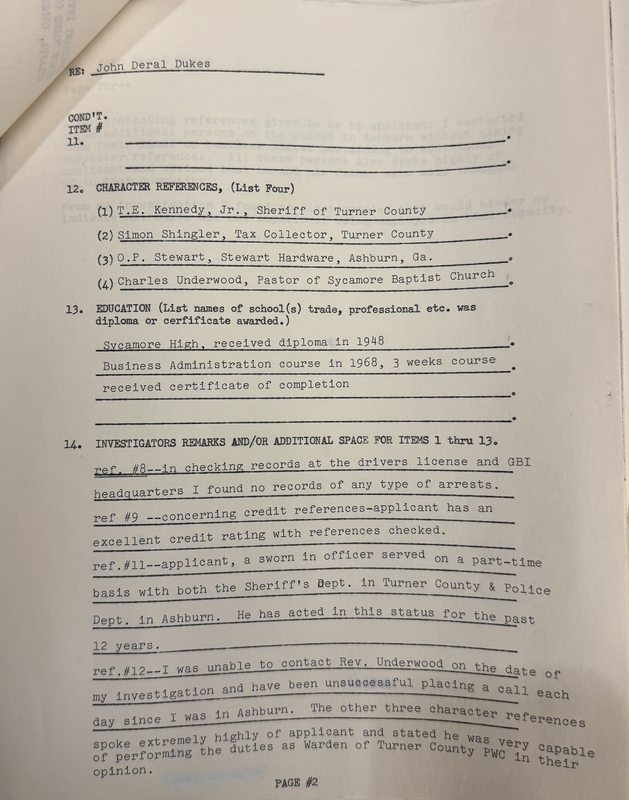 RE: John Deral Dukes
COND'T.
ITEM #
11.
12. CHARACTER REFERENCES, (List Four)
(1) T.E. Kennedy, Jr., Sheriff of Turner County.
(2) Simon Shingler, Tax Collector, Turner County.
(3) O.P. Stewart, Stewart Hardware, Ashburn, Ga.
(4) Charles Underwood, Pastor of Sycamore Baptist Church.
13. EDUCATION (List names of school(s) trade, professional etc. was
diploma or cerfificate awarded.)
Sycamore High, received diploma in 1948.
Business Administration course in 1968, 3 weeks course.
received certificate of completion.
14. INVESTIGATORS REMARKS AND/OR ADDITIONAL SPACE FOR ITEMS 1 thru 13.
ref. #8--in checking records at the drivers license and GBI
headquarters I found no records of any type of arrests.
ref #9 --concerning credit references-applicant has an
excellent credit rating with references checked.
ref.#11--applicant, a sworn in officer served on a part-time
basis with both the Sheriff's Dept. in Turner County & Police
Dept. in Ashburn. He has acted in this status for the past
12 years.
ref.#12--I was unable to contact Rev. Underwood on the date of
my investigation and have been unsuccessful placing a call each
day since I was in Ashburn. The other three character references
spoke extremely highly of applicant and stated he was very capable
of performing the duties as Warden of Turner County PWC in their
opinion.
PAGE #2